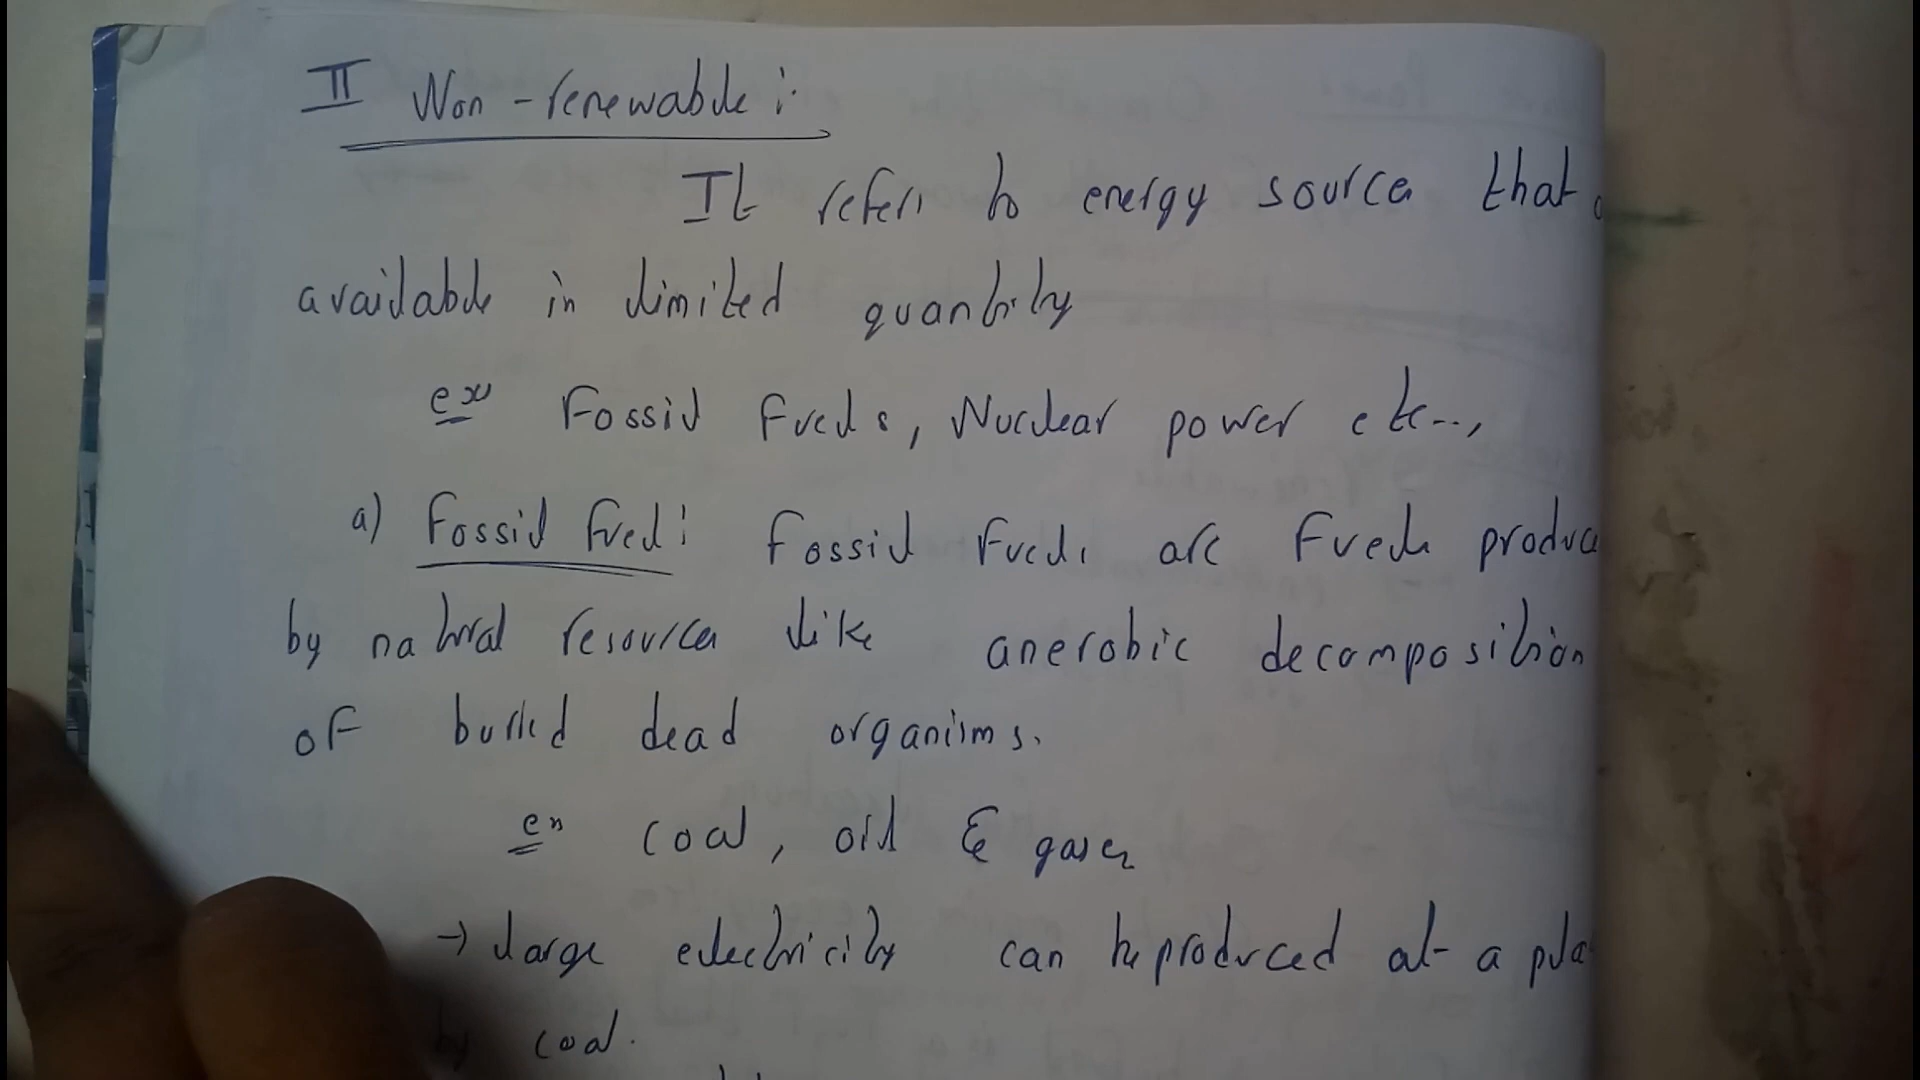 II Non-renewable:
It refers to energy source that
available in limited quantity
ex Fossil Fuels, Nuclear power etc..,
a) Fossil Fuel: Fossil Fuels are Fuels produc
by natural resources like anerobic decomposition
of buried dead organisms.
ex coal, oil & gases
→ large electricity can be produced at a pla
by coal.